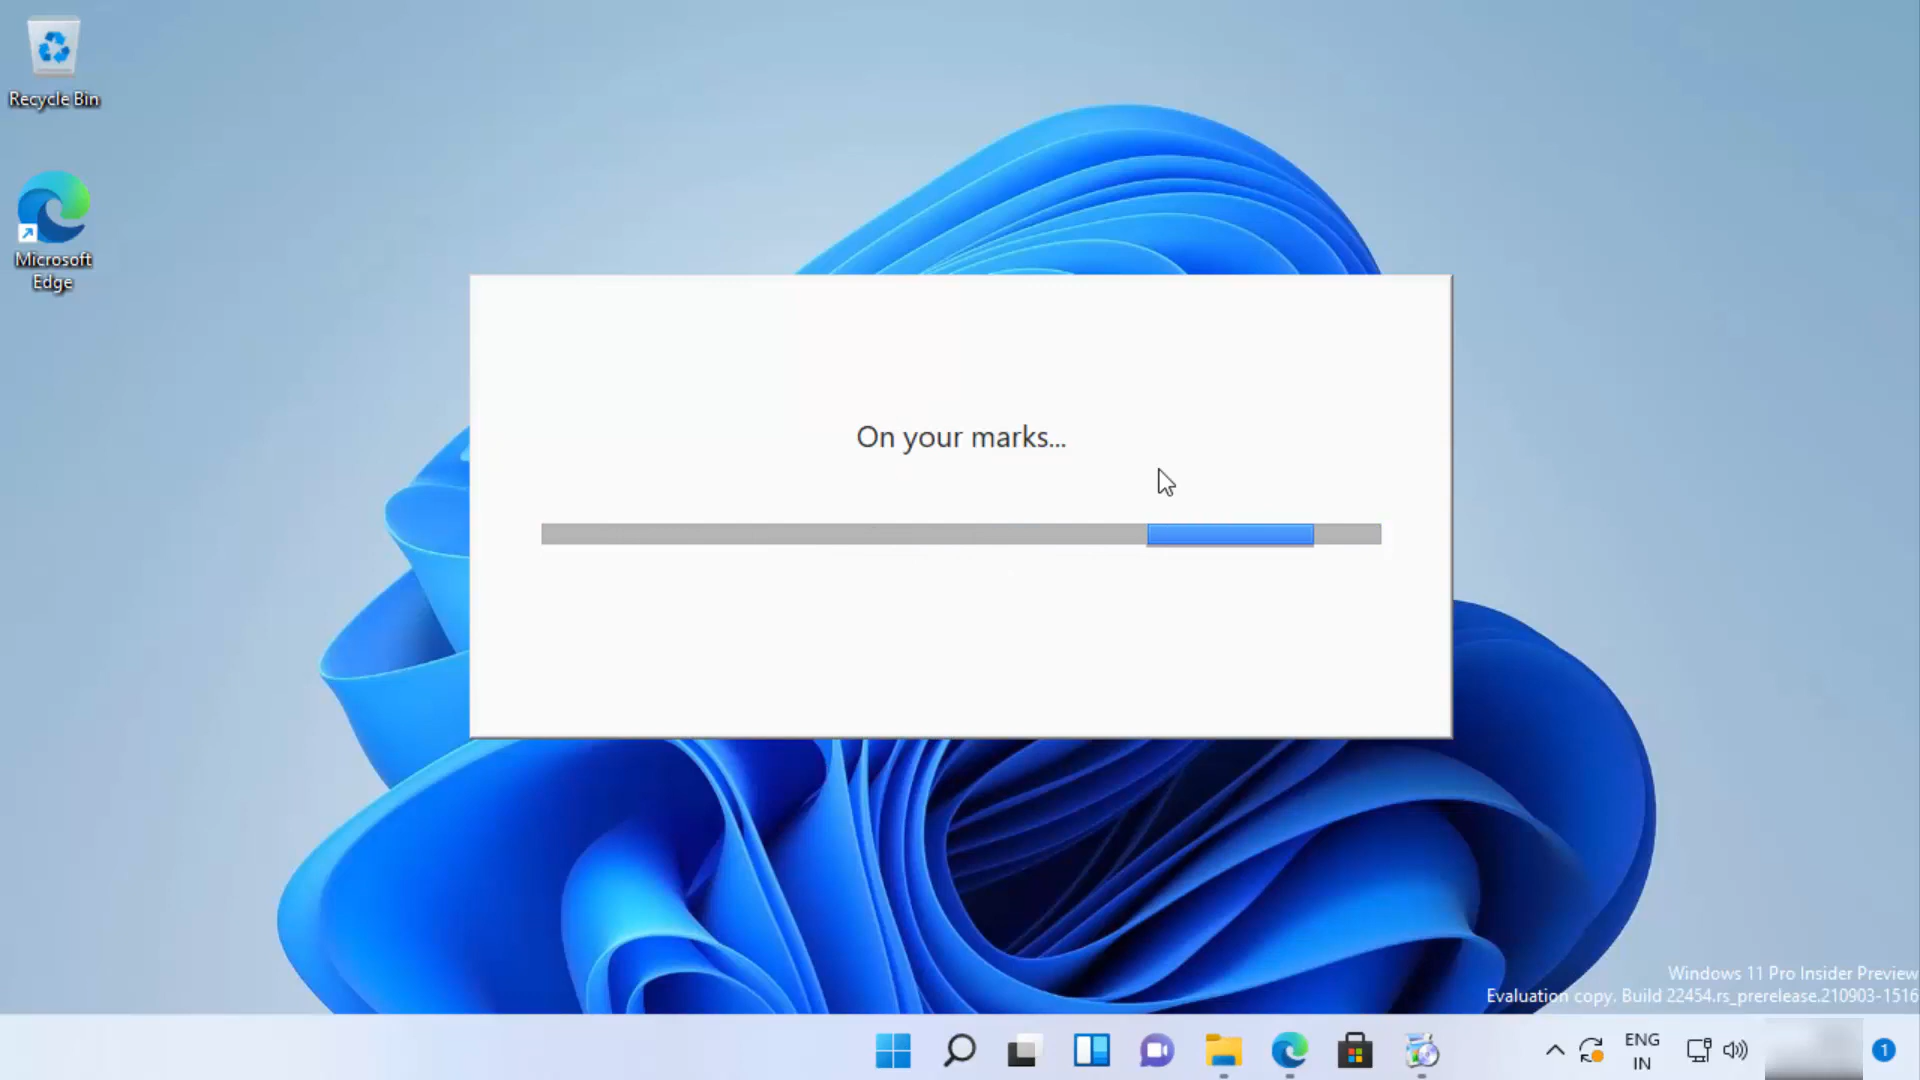 Recycle Bin
Microsoft
Edge
On your marks...
Windows 11 Pro Insider Preview
Evaluation copy. Build 22454.rs_prerelease.210903-1516
ENG
IN
1